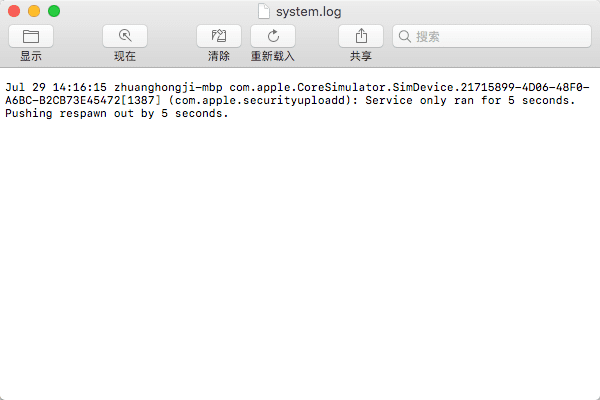 system.log
显示
现在
清除
重新载入
共享
搜索
Jul 29 14:16:15 zhuanghongji-mbp com.apple.CoreSimulator.SimDevice.21715899-4D06-48F0-
A6BC-B2CB73E45472[1387] (com.apple.securityuploadd): Service only ran for 5 seconds.
Pushing respawn out by 5 seconds.